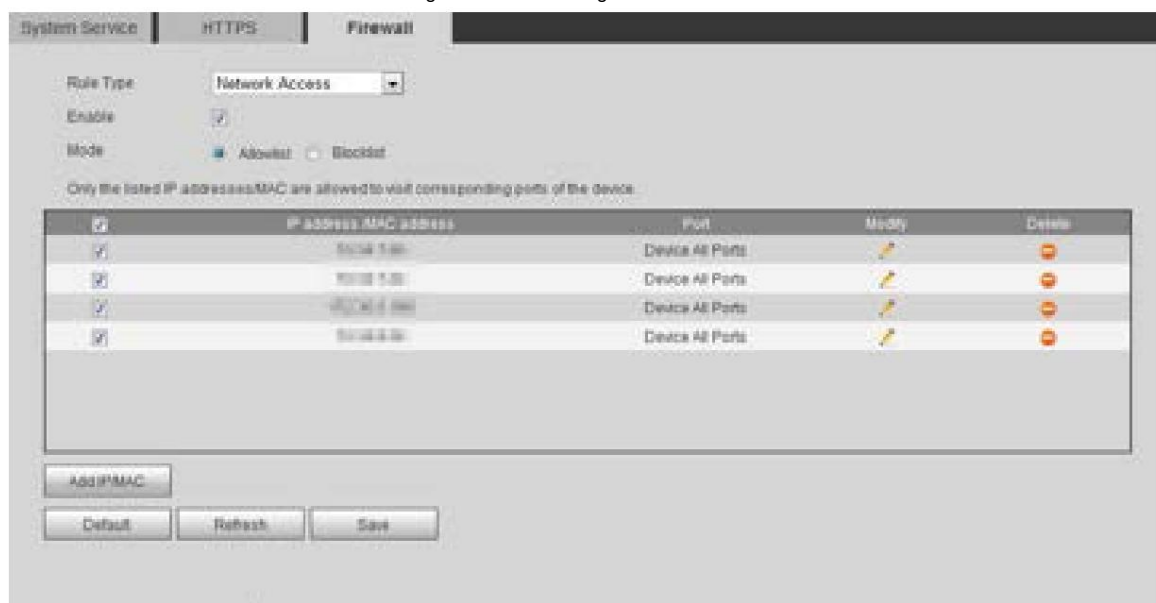 System Service HTTPS Firewall
Rule Type Network Access
Enable
Mode Allowlist Blocklist
Only the listed IP addresses/MAC are allowed to visit corresponding ports of the device.
IP address /MAC address Port Modify Delete
Device All Ports
Device All Ports
Device All Ports
Device All Ports
Add IP/MAC
Default Refresh Save